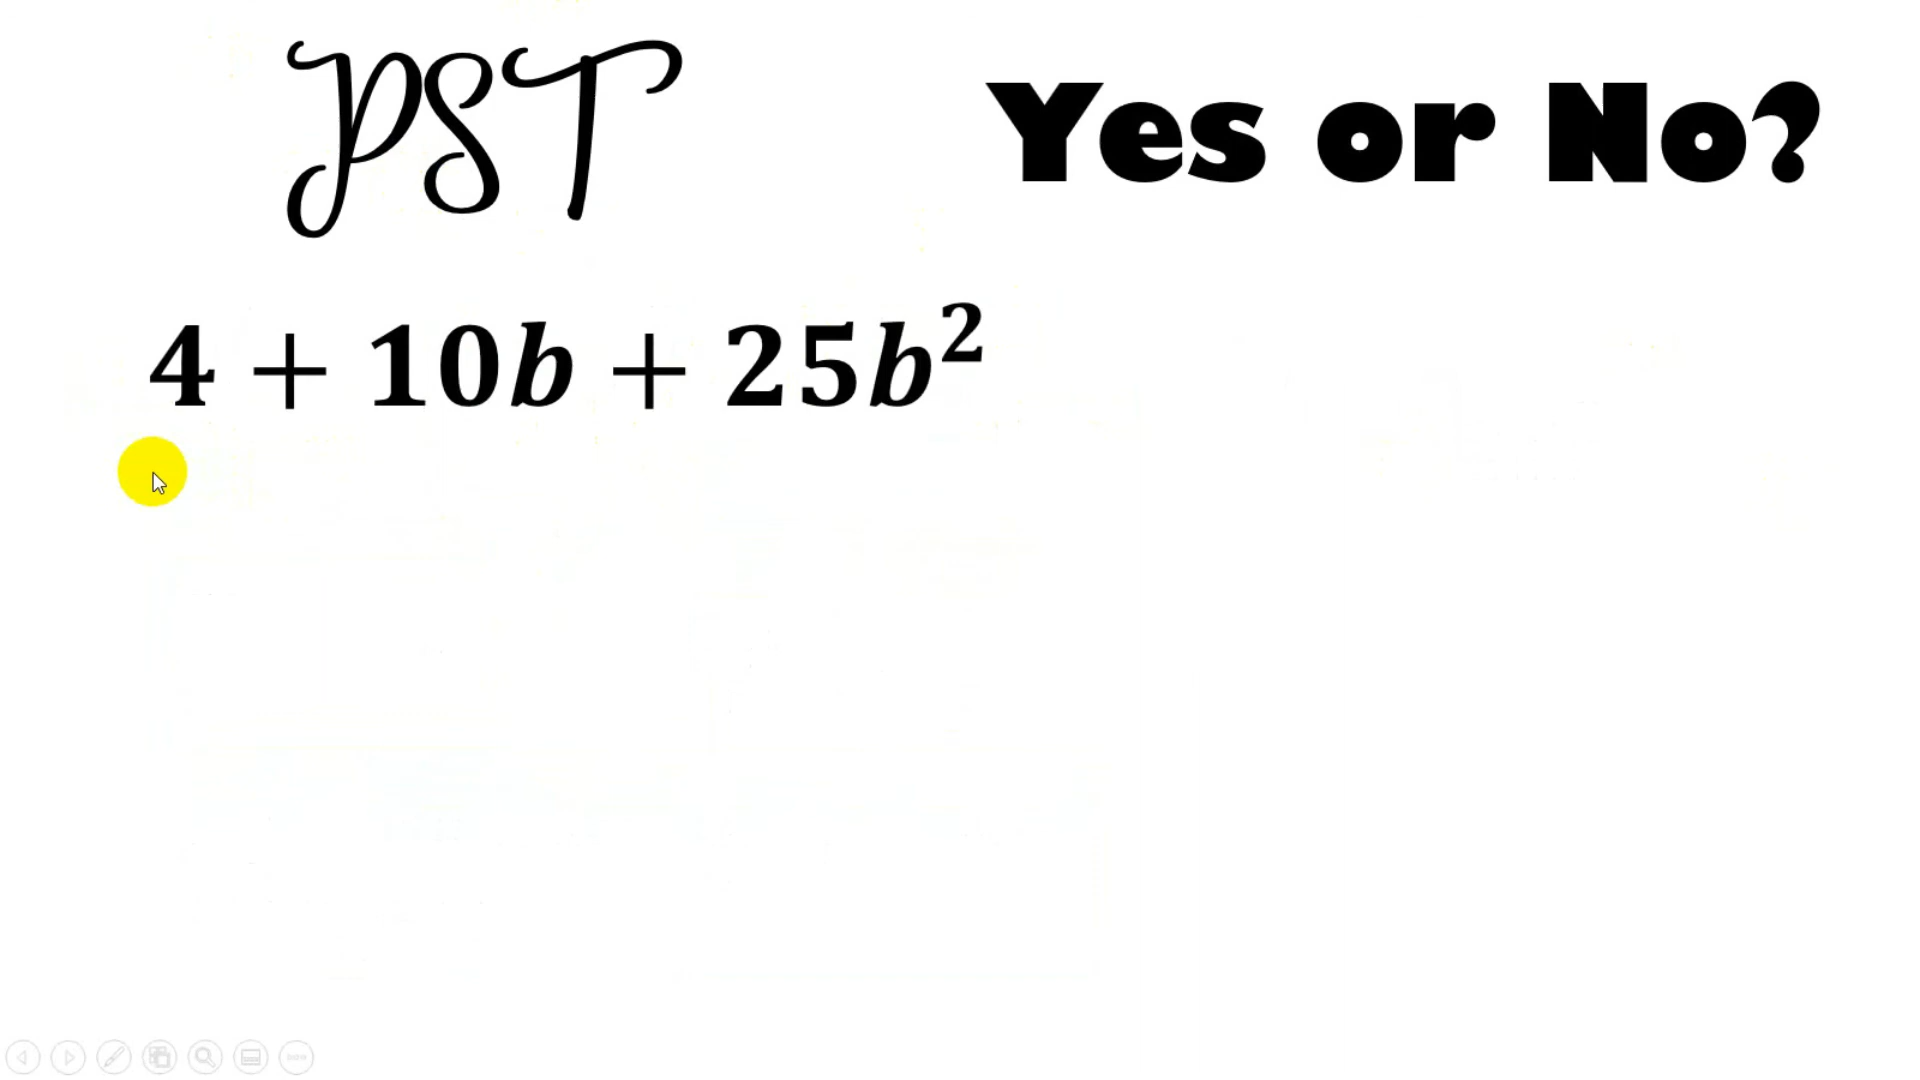 PST
Yes or No?
4 + 10b + 25b²